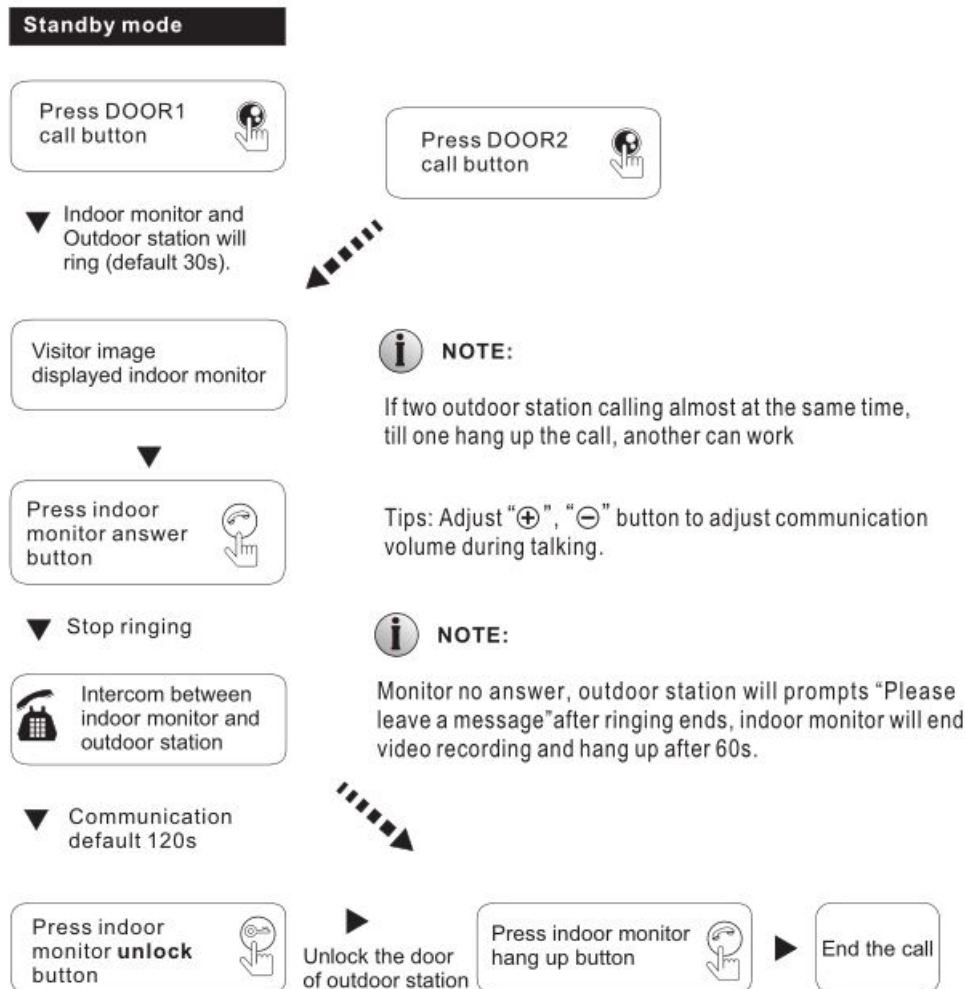 Standby mode
Press DOOR1
call button
Press DOOR2
call button
Indoor monitor and
Outdoor station will
ring (default 30s).
Visitor image
displayed indoor monitor
NOTE:
If two outdoor station calling almost at the same time,
till one hang up the call, another can work
Press indoor
monitor answer
button
Tips: Adjust “⊕”, “⊖” button to adjust communication
volume during talking.
Stop ringing
NOTE:
Intercom between
indoor monitor and
outdoor station
Monitor no answer, outdoor station will prompts “Please
leave a message”after ringing ends, indoor monitor will end
video recording and hang up after 60s.
Communication
default 120s
Press indoor
monitor unlock
button
Unlock the door
of outdoor station
Press indoor monitor
hang up button
End the call